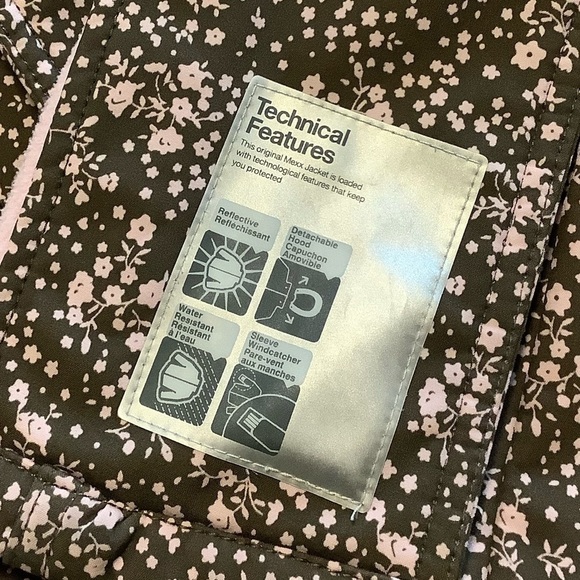 Technical
Features
This original Mexx Jacket is loaded
with technological features that keep
you protected
Reflective
Refléchissant
Detachable
Hood
Capuchon
Amovible
Water
Resistant
Résistant
à l'eau
Sleeve
Windcatcher
Pare-vent
aux manches